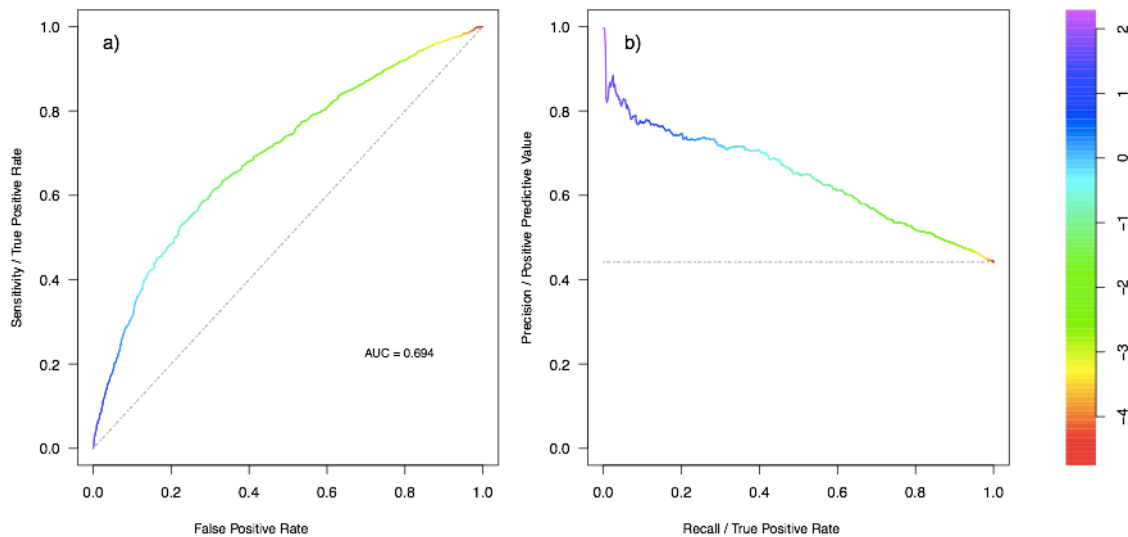 a)
1.0
0.8
0.6
0.4
0.2
0.0
Sensitivity / True Positive Rate
AUC = 0.694
0.0 0.2 0.4 0.6 0.8 1.0
False Positive Rate
b)
1.0
0.8
0.6
0.4
0.2
0.0
Precision / Positive Predictive Value
0.0 0.2 0.4 0.6 0.8 1.0
Recall / True Positive Rate
2
1
0
-1
-2
-3
-4